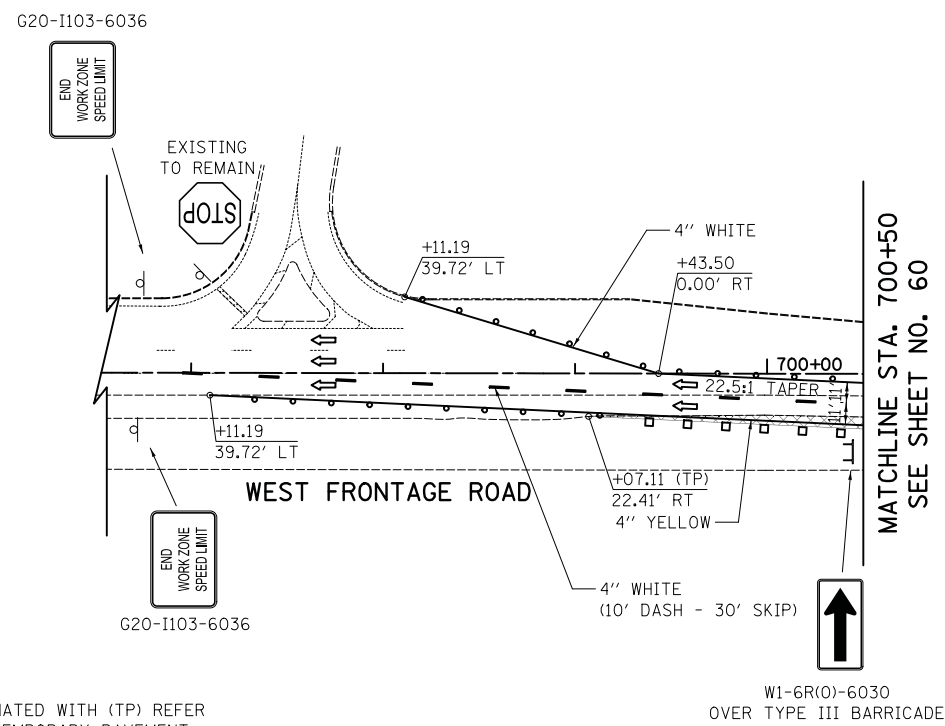 G20-I103-6036
END
WORK ZONE
SPEED LIMIT
EXISTING
TO REMAIN
STOP
+11.19
39.72' LT
4'' WHITE
+43.50
0.00' RT
700+00
22.5:1 TAPER
11'
11'
+11.19
39.72' LT
+07.11 (TP)
22.41' RT
4'' YELLOW
WEST FRONTAGE ROAD
MATCHLINE STA. 700+50
SEE SHEET NO. 60
END
WORK ZONE
SPEED LIMIT
G20-I103-6036
4'' WHITE
(10' DASH - 30' SKIP)
W1-6R(O)-6030
OVER TYPE III BARRICADE
WITH (TP) REFER